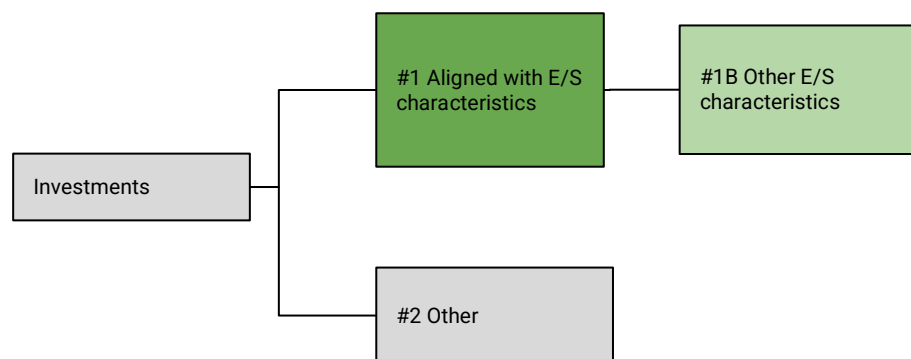 #1 Aligned with E/S
characteristics
#1B Other E/S
characteristics
Investments
#2 Other